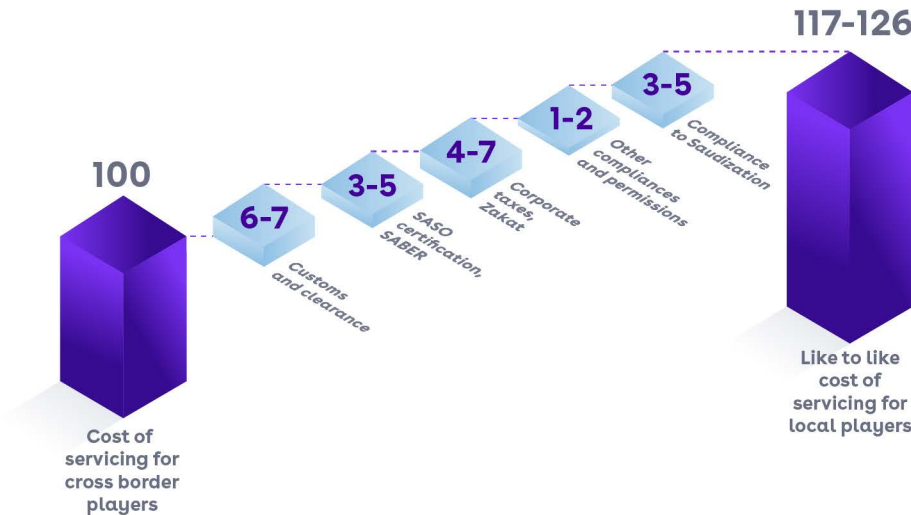 100
Cost of
servicing for
cross border
players
6-7
Customs
and clearance
3-5
SASO
certification,
SABER
4-7
Corporate
taxes,
Zakat
1-2
Other
compliances
and permissions
3-5
Compliance
to Saudization
117-126
Like to like
cost of
servicing for
local players